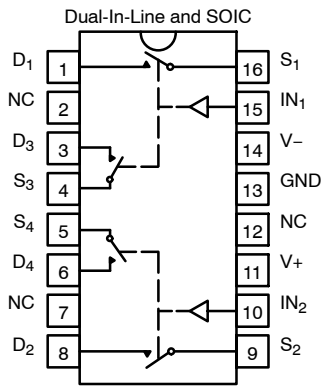 Dual-In-Line and SOIC
D1 1 16 S1
NC 2 15 IN1
D3 3 14 V−
S3 4 13 GND
S4 5 12 NC
D4 6 11 V+
NC 7 10 IN2
D2 8 9 S2